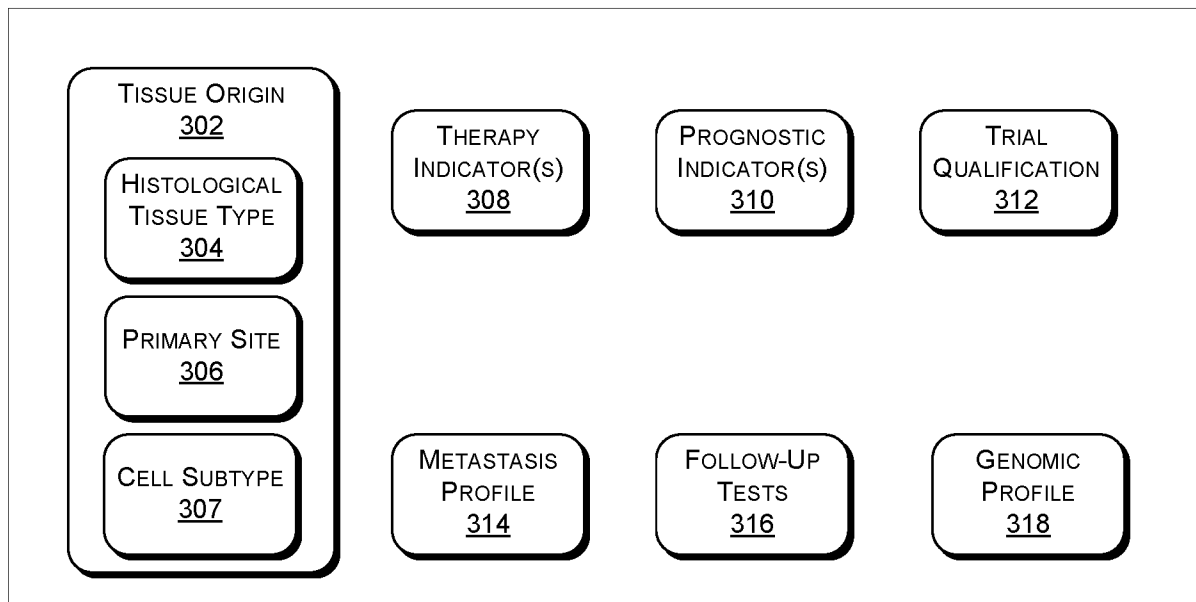 TISSUE ORIGIN
302
HISTOLOGICAL
TISSUE TYPE
304
PRIMARY SITE
306
CELL SUBTYPE
307
THERAPY
INDICATOR(S)
308
PROGNOSTIC
INDICATOR(S)
310
TRIAL
QUALIFICATION
312
METASTASIS
PROFILE
314
FOLLOW-UP
TESTS
316
GENOMIC
PROFILE
318